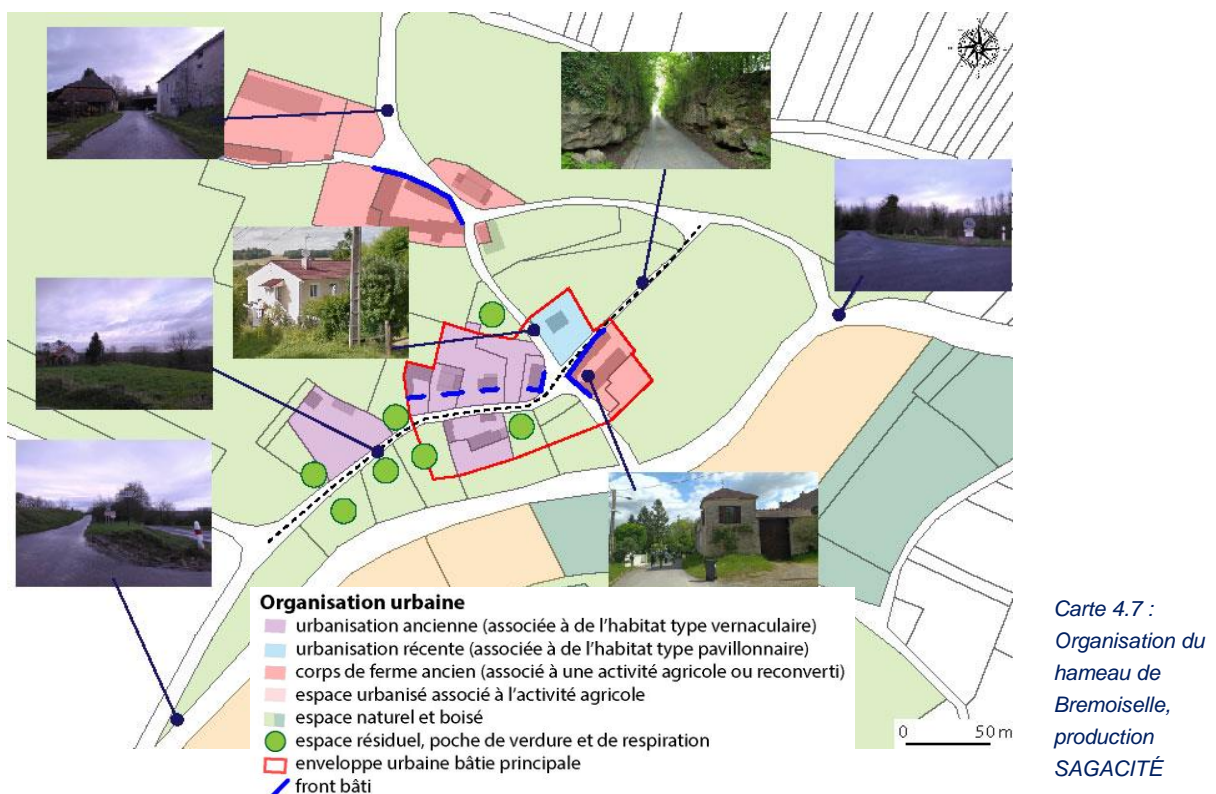 Organisation urbaine
urbanisation ancienne (associée à de l'habitat type vernaculaire)
urbanisation récente (associée à de l'habitat type pavillonnaire)
corps de ferme ancien (associé à une activité agricole ou reconverti)
espace urbanisé associé à l'activité agricole
espace naturel et boisé
espace résiduel, poche de verdure et de respiration
enveloppe urbaine bâtie principale
front bâti
0 50 m
Carte 4.7 :
Organisation du
hameau de
Bremoiselle,
production
SAGACITÉ